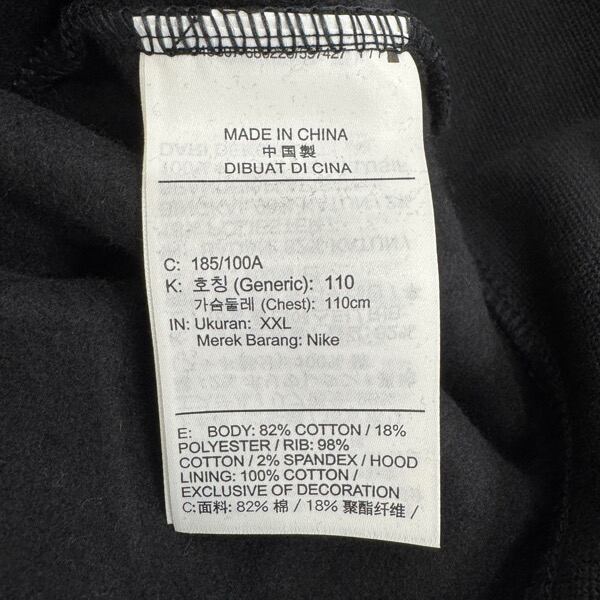 MADE IN CHINA
中国製
DIBUAT DI CINA
C: 185/100A
K: 호칭 (Generic): 110
가슴둘레 (Chest): 110cm
IN: Ukuran: XXL
Merek Barang: Nike
E: BODY: 82% COTTON / 18%
POLYESTER / RIB: 98%
COTTON / 2% SPANDEX / HOOD
LINING: 100% COTTON /
EXCLUSIVE OF DECORATION
C:面料: 82% 棉 / 18% 聚酯纤维 /